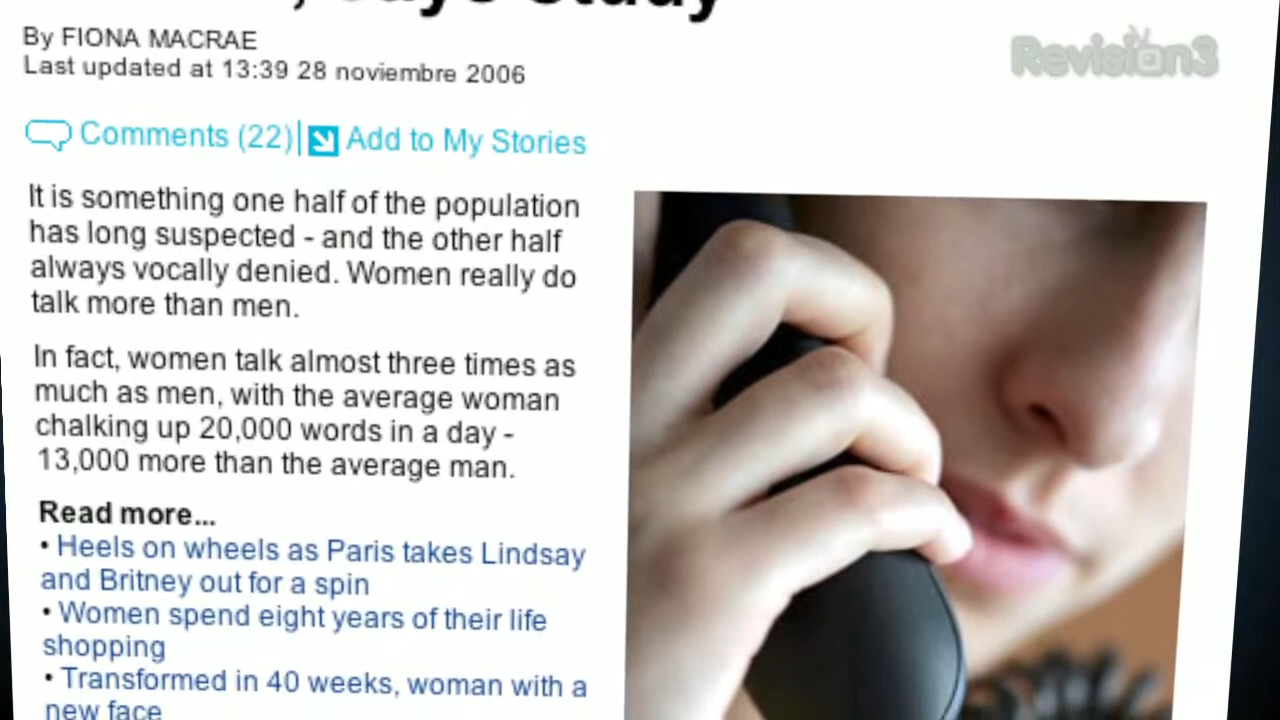 says study
By FIONA MACRAE
Last updated at 13:39 28 noviembre 2006
Revision3
Comments (22)| Add to My Stories
It is something one half of the population
has long suspected - and the other half
always vocally denied. Women really do
talk more than men.
In fact, women talk almost three times as
much as men, with the average woman
chalking up 20,000 words in a day -
13,000 more than the average man.
Read more...
• Heels on wheels as Paris takes Lindsay
and Britney out for a spin
• Women spend eight years of their life
shopping
• Transformed in 40 weeks, woman with a
new face